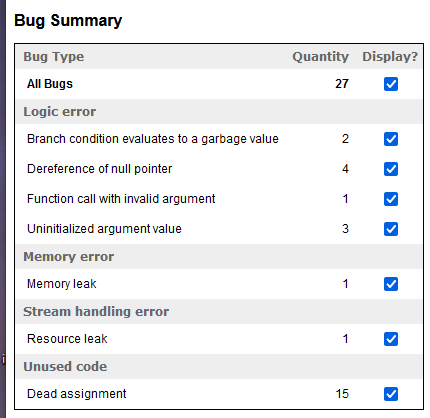 Bug Summary
Bug Type Quantity Display?
All Bugs 27
Logic error
Branch condition evaluates to a garbage value 2
Dereference of null pointer 4
Function call with invalid argument 1
Uninitialized argument value 3
Memory error
Memory leak 1
Stream handling error
Resource leak 1
i
Unused code
Dead assignment 15